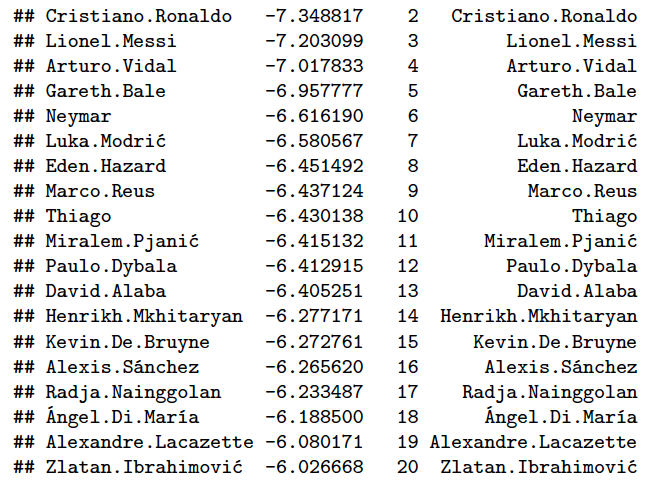 ## Cristiano.Ronaldo -7.348817 2 Cristiano.Ronaldo
## Lionel.Messi -7.203099 3 Lionel.Messi
## Arturo.Vidal -7.017833 4 Arturo.Vidal
## Gareth.Bale -6.957777 5 Gareth.Bale
## Neymar -6.616190 6 Neymar
## Luka.Modrić -6.580567 7 Luka.Modrić
## Eden.Hazard -6.451492 8 Eden.Hazard
## Marco.Reus -6.437124 9 Marco.Reus
## Thiago -6.430138 10 Thiago
## Miralem.Pjanić -6.415132 11 Miralem.Pjanić
## Paulo.Dybala -6.412915 12 Paulo.Dybala
## David.Alaba -6.405251 13 David.Alaba
## Henrikh.Mkhitaryan -6.277171 14 Henrikh.Mkhitaryan
## Kevin.De.Bruyne -6.272761 15 Kevin.De.Bruyne
## Alexis.Sánchez -6.265620 16 Alexis.Sánchez
## Radja.Nainggolan -6.233487 17 Radja.Nainggolan
## Ángel.Di.María -6.188500 18 Ángel.Di.María
## Alexandre.Lacazette -6.080171 19 Alexandre.Lacazette
## Zlatan.Ibrahimović -6.026668 20 Zlatan.Ibrahimović